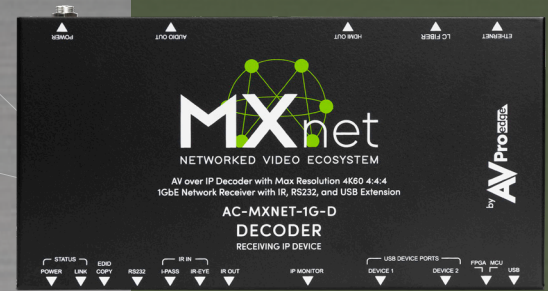 POWER
AUDIO OUT
HDMI OUT
LC FIBER
ETHERNET
MXnet
NETWORKED VIDEO ECOSYSTEM
AV over IP Decoder with Max Resolution 4K60 4:4:4
1GbE Network Receiver with IR, RS232, and USB Extension
AC-MXNET-1G-D
DECODER
RECEIVING IP DEVICE
by AVProedge
STATUS
IR IN
USB DEVICE PORTS
POWER LINK EDID COPY RS232 I-PASS IR-EYE IR OUT IP MONITOR DEVICE 1 DEVICE 2 FPGA MCU USB